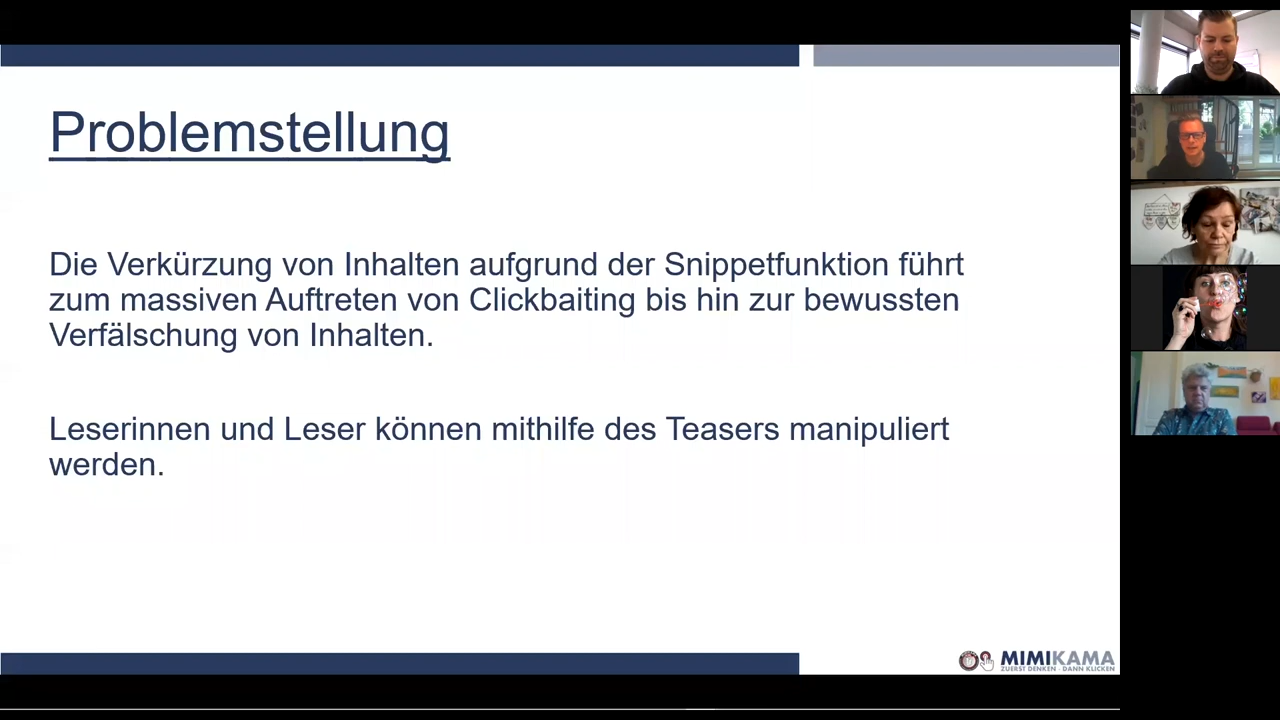 Problemstellung
Die Verkürzung von Inhalten aufgrund der Snippetfunktion führt
zum massiven Auftreten von Clickbaiting bis hin zur bewussten
Verfälschung von Inhalten.
Leserinnen und Leser können mithilfe des Teasers manipuliert
werden.
MIMIKAMA
ZUERST DENKEN - DANN KLICKEN